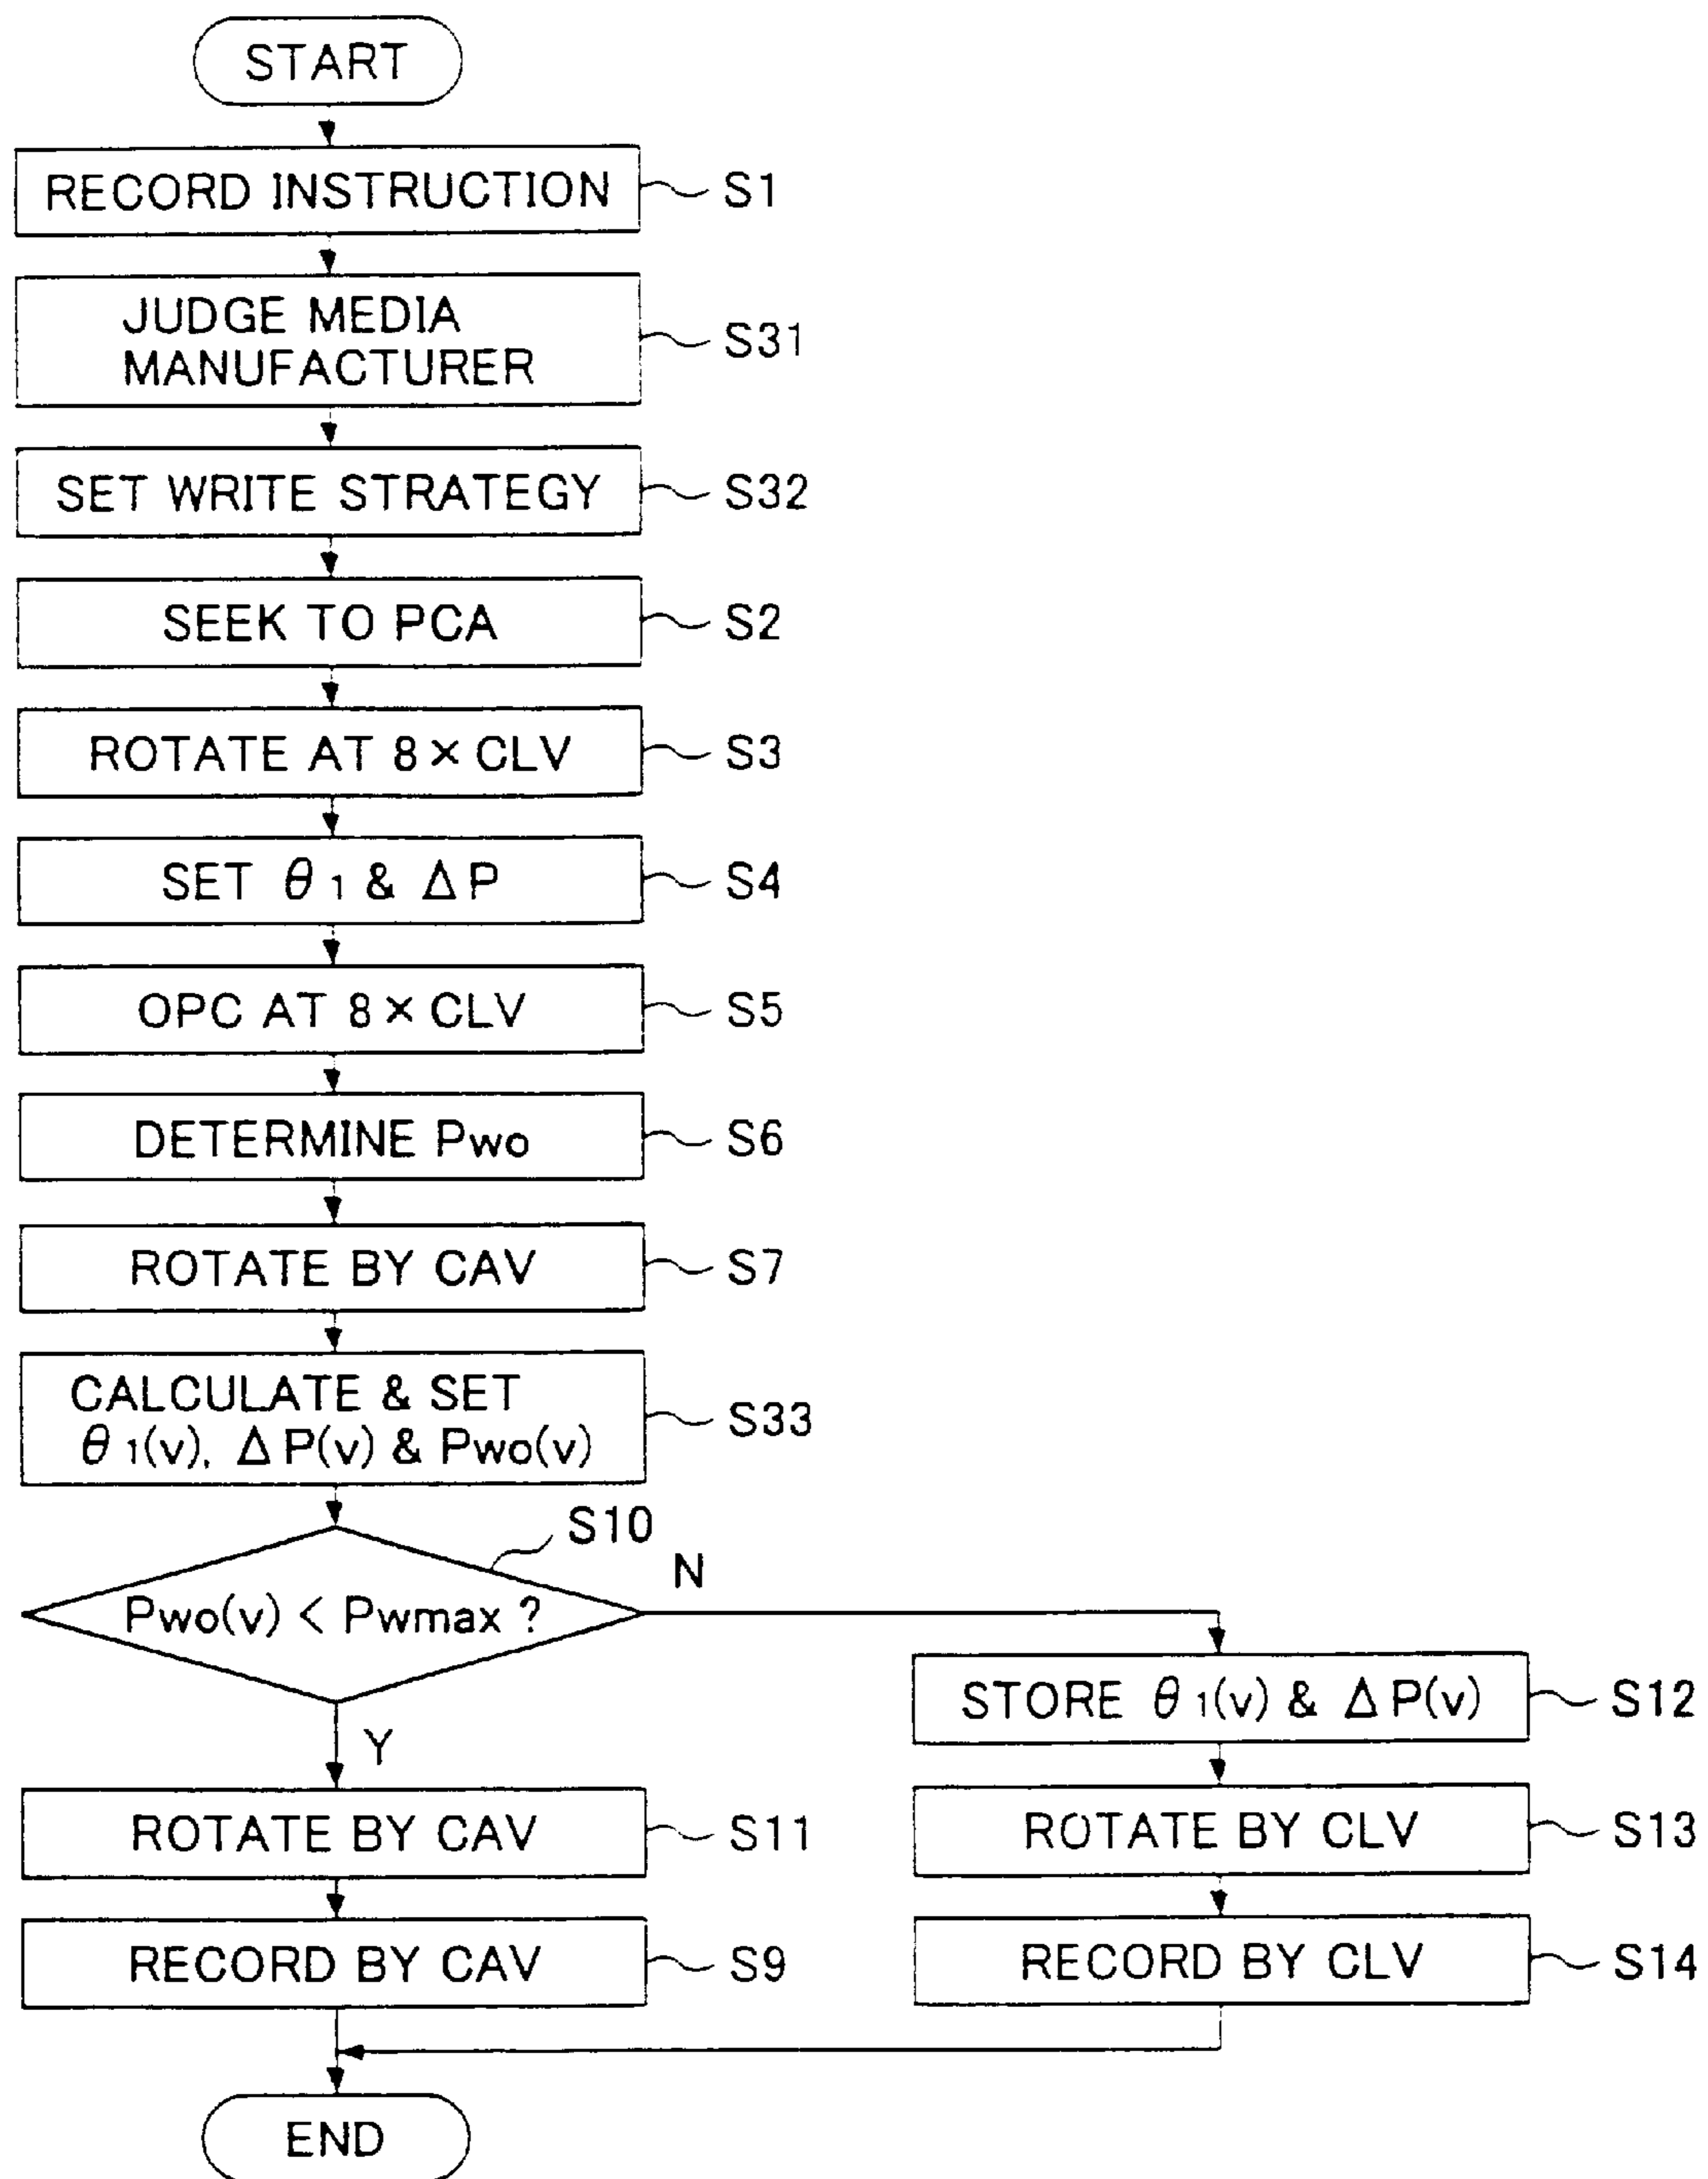 START
RECORD INSTRUCTION
S1
JUDGE MEDIA
MANUFACTURER
S31
SET WRITE STRATEGY
S32
SEEK TO PCA
S2
ROTATE AT 8×CLV
S3
SET θ1 & ΔP
S4
OPC AT 8×CLV
S5
DETERMINE Pwo
S6
ROTATE BY CAV
S7
CALCULATE & SET
θ1(v), ΔP(v) & Pwo(v)
S33
S10
Pwo(v) < Pwmax ?
N
Y
STORE θ1(v) & ΔP(v)
S12
ROTATE BY CAV
S11
ROTATE BY CLV
S13
RECORD BY CAV
S9
RECORD BY CLV
S14
END